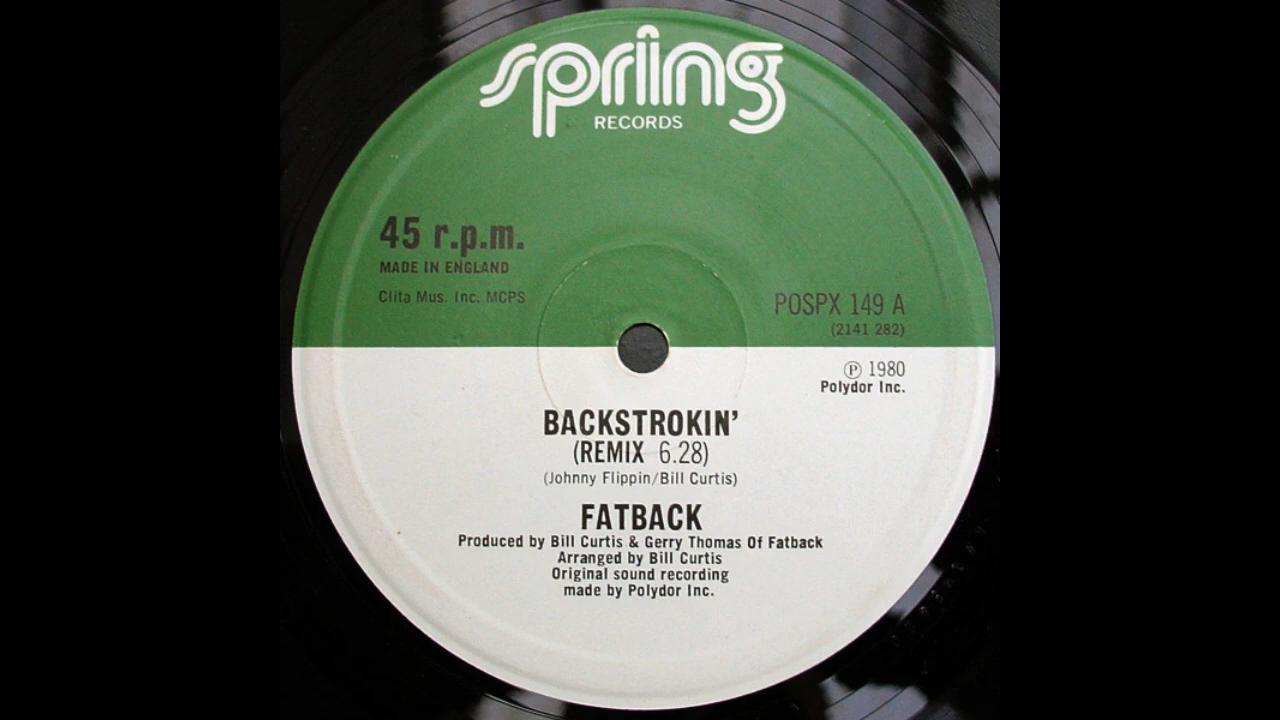 spring
RECORDS
45 r.p.m.
MADE IN ENGLAND
Clita Mus. Inc. MCPS
POSPX 149 A
(2141 282)
℗ 1980
Polydor Inc.
BACKSTROKIN'
(REMIX 6.28)
(Johnny Flippin/Bill Curtis)
FATBACK
Produced by Bill Curtis & Gerry Thomas Of Fatback
Arranged by Bill Curtis
Original sound recording
made by Polydor Inc.